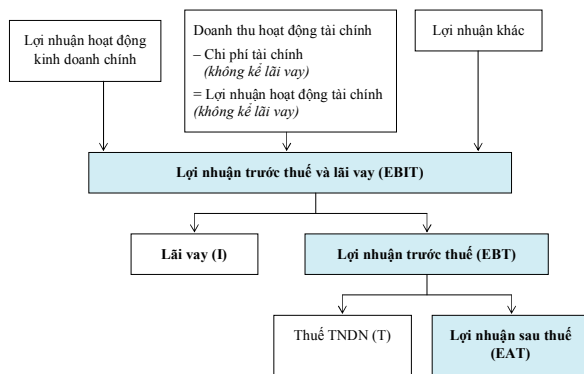 Lợi nhuận hoạt động
kinh doanh chính
Doanh thu hoạt động tài chính
– Chi phí tài chính
(không kể lãi vay)
= Lợi nhuận hoạt động tài chính
(không kể lãi vay)
Lợi nhuận khác
Lợi nhuận trước thuế và lãi vay (EBIT)
Lãi vay (I)
Lợi nhuận trước thuế (EBT)
Thuế TNDN (T)
Lợi nhuận sau thuế
(EAT)